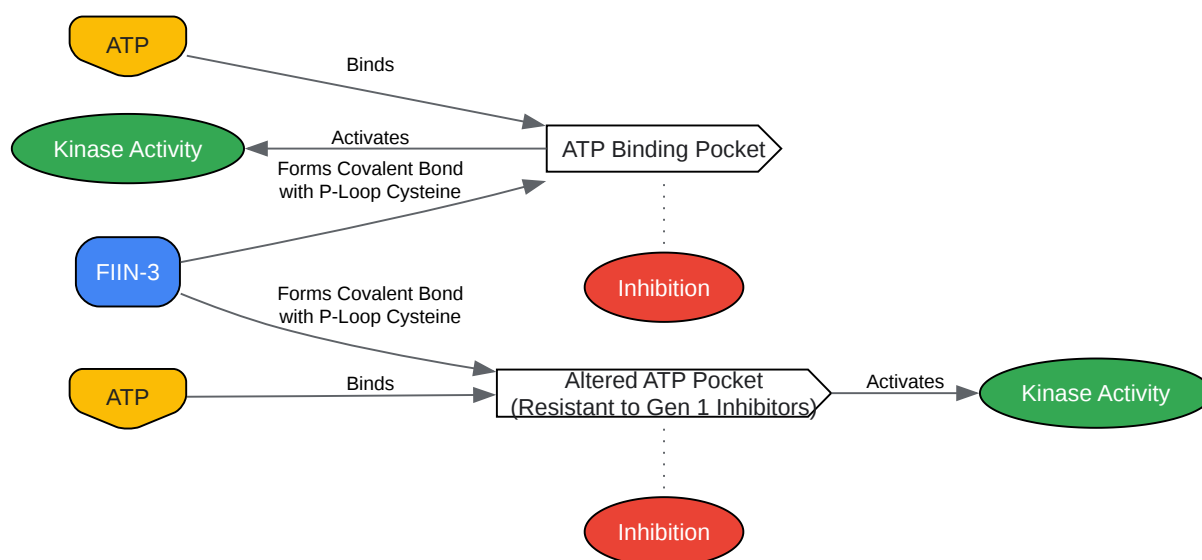 ATP
Binds
Kinase Activity
Activates
ATP Binding Pocket
Forms Covalent Bond
with P-Loop Cysteine
FIIN-3
Inhibition
Forms Covalent Bond
with P-Loop Cysteine
ATP
Binds
Altered ATP Pocket
(Resistant to Gen 1 Inhibitors)
Activates
Kinase Activity
Inhibition